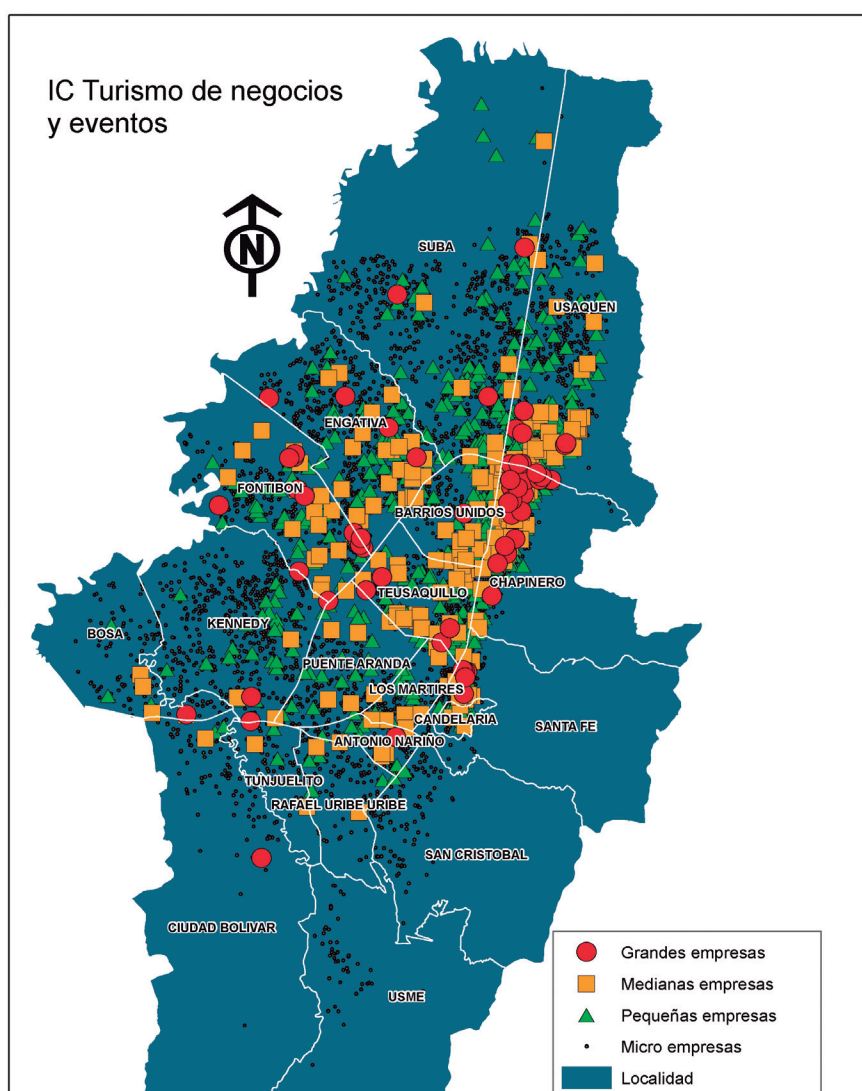 IC Turismo de negocios
y eventos
N
SUBA
USAQUEN
ENGATIVA
FONTIBON
BARRIOS UNIDOS
CHAPINERO
TEUSAQUILLO
KENNEDY
BOSA
PUENTE ARANDA
LOS MARTIRES
CANDELARIA
SANTA FE
ANTONIO NARIÑO
TUNJUELITO
RAFAEL URIBE URIBE
SAN CRISTOBAL
CIUDAD BOLIVAR
USME
Grandes empresas
Medianas empresas
Pequeñas empresas
Micro empresas
Localidad